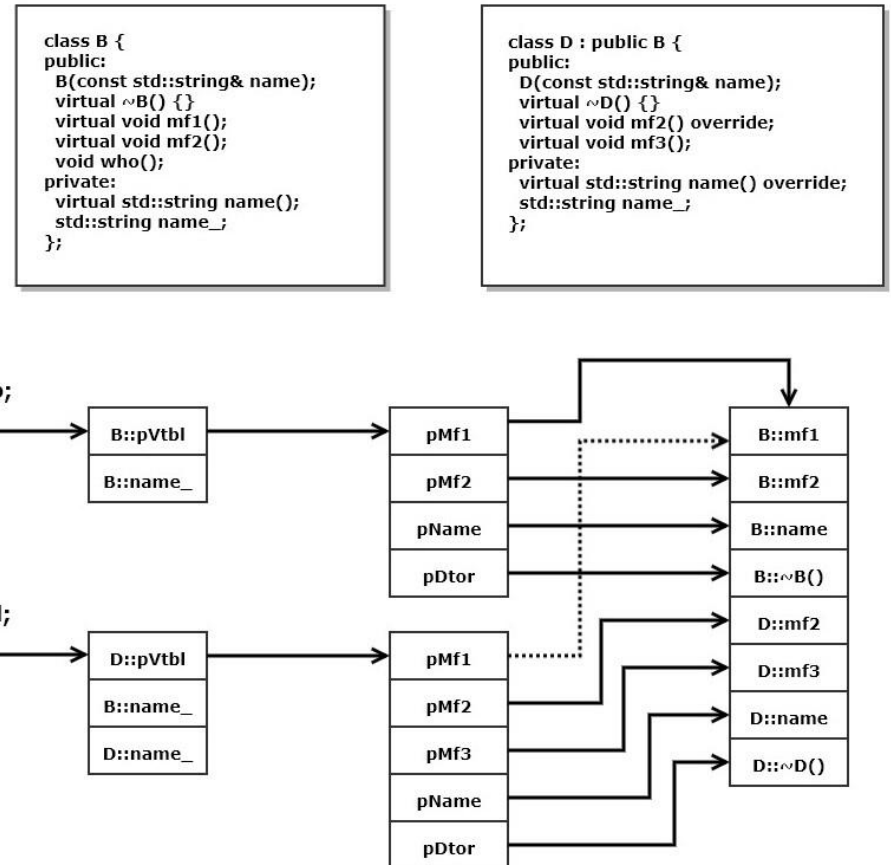 class B {
public:
B(const std::string& name);
virtual ~B() {}
virtual void mf1();
virtual void mf2();
void who();
private:
virtual std::string name();
std::string name_;
};
class D : public B {
public:
D(const std::string& name);
virtual ~D() {}
virtual void mf2() override;
virtual void mf3();
private:
virtual std::string name() override;
std::string name_;
};
B::pVtbl
B::name_
pMf1
pMf2
pName
pDtor
B::mf1
B::mf2
B::name
B::~B()
D::mf2
D::mf3
D::name
D::~D()
D::pVtbl
B::name_
D::name_
pMf1
pMf2
pMf3
pName
pDtor